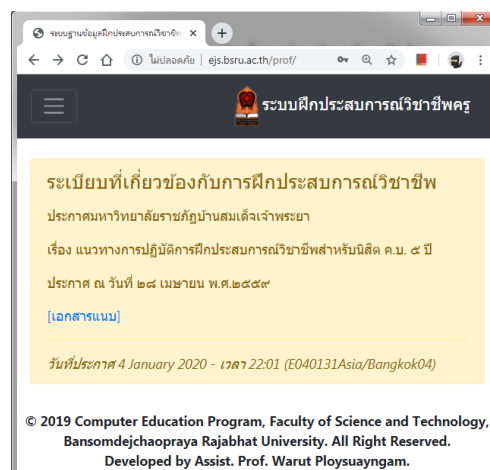 ระบบฐานข้อมูลฝึกประสบการณ์วิชาชีพ
ไม่ปลอดภัย | ejs.bsru.ac.th/prof/
ระบบฝึกประสบการณ์วิชาชีพครู
ระเบียบที่เกี่ยวข้องกับการฝึกประสบการณ์วิชาชีพ
ประกาศมหาวิทยาลัยราชภัฏบ้านสมเด็จเจ้าพระยา
เรื่อง แนวทางการปฏิบัติการฝึกประสบการณ์วิชาชีพสำหรับนิสิต ค.บ. ๕ ปี
ประกาศ ณ วันที่ ๒๘ เมษายน พ.ศ.๒๕๕๙
[เอกสารแนบ]
วันที่ประกาศ 4 January 2020 - เวลา 22:01 (E040131Asia/Bangkok04)
© 2019 Computer Education Program, Faculty of Science and Technology,
Bansomdejchaopraya Rajabhat University. All Right Reserved.
Developed by Assist. Prof. Warut Ploysuayngam.